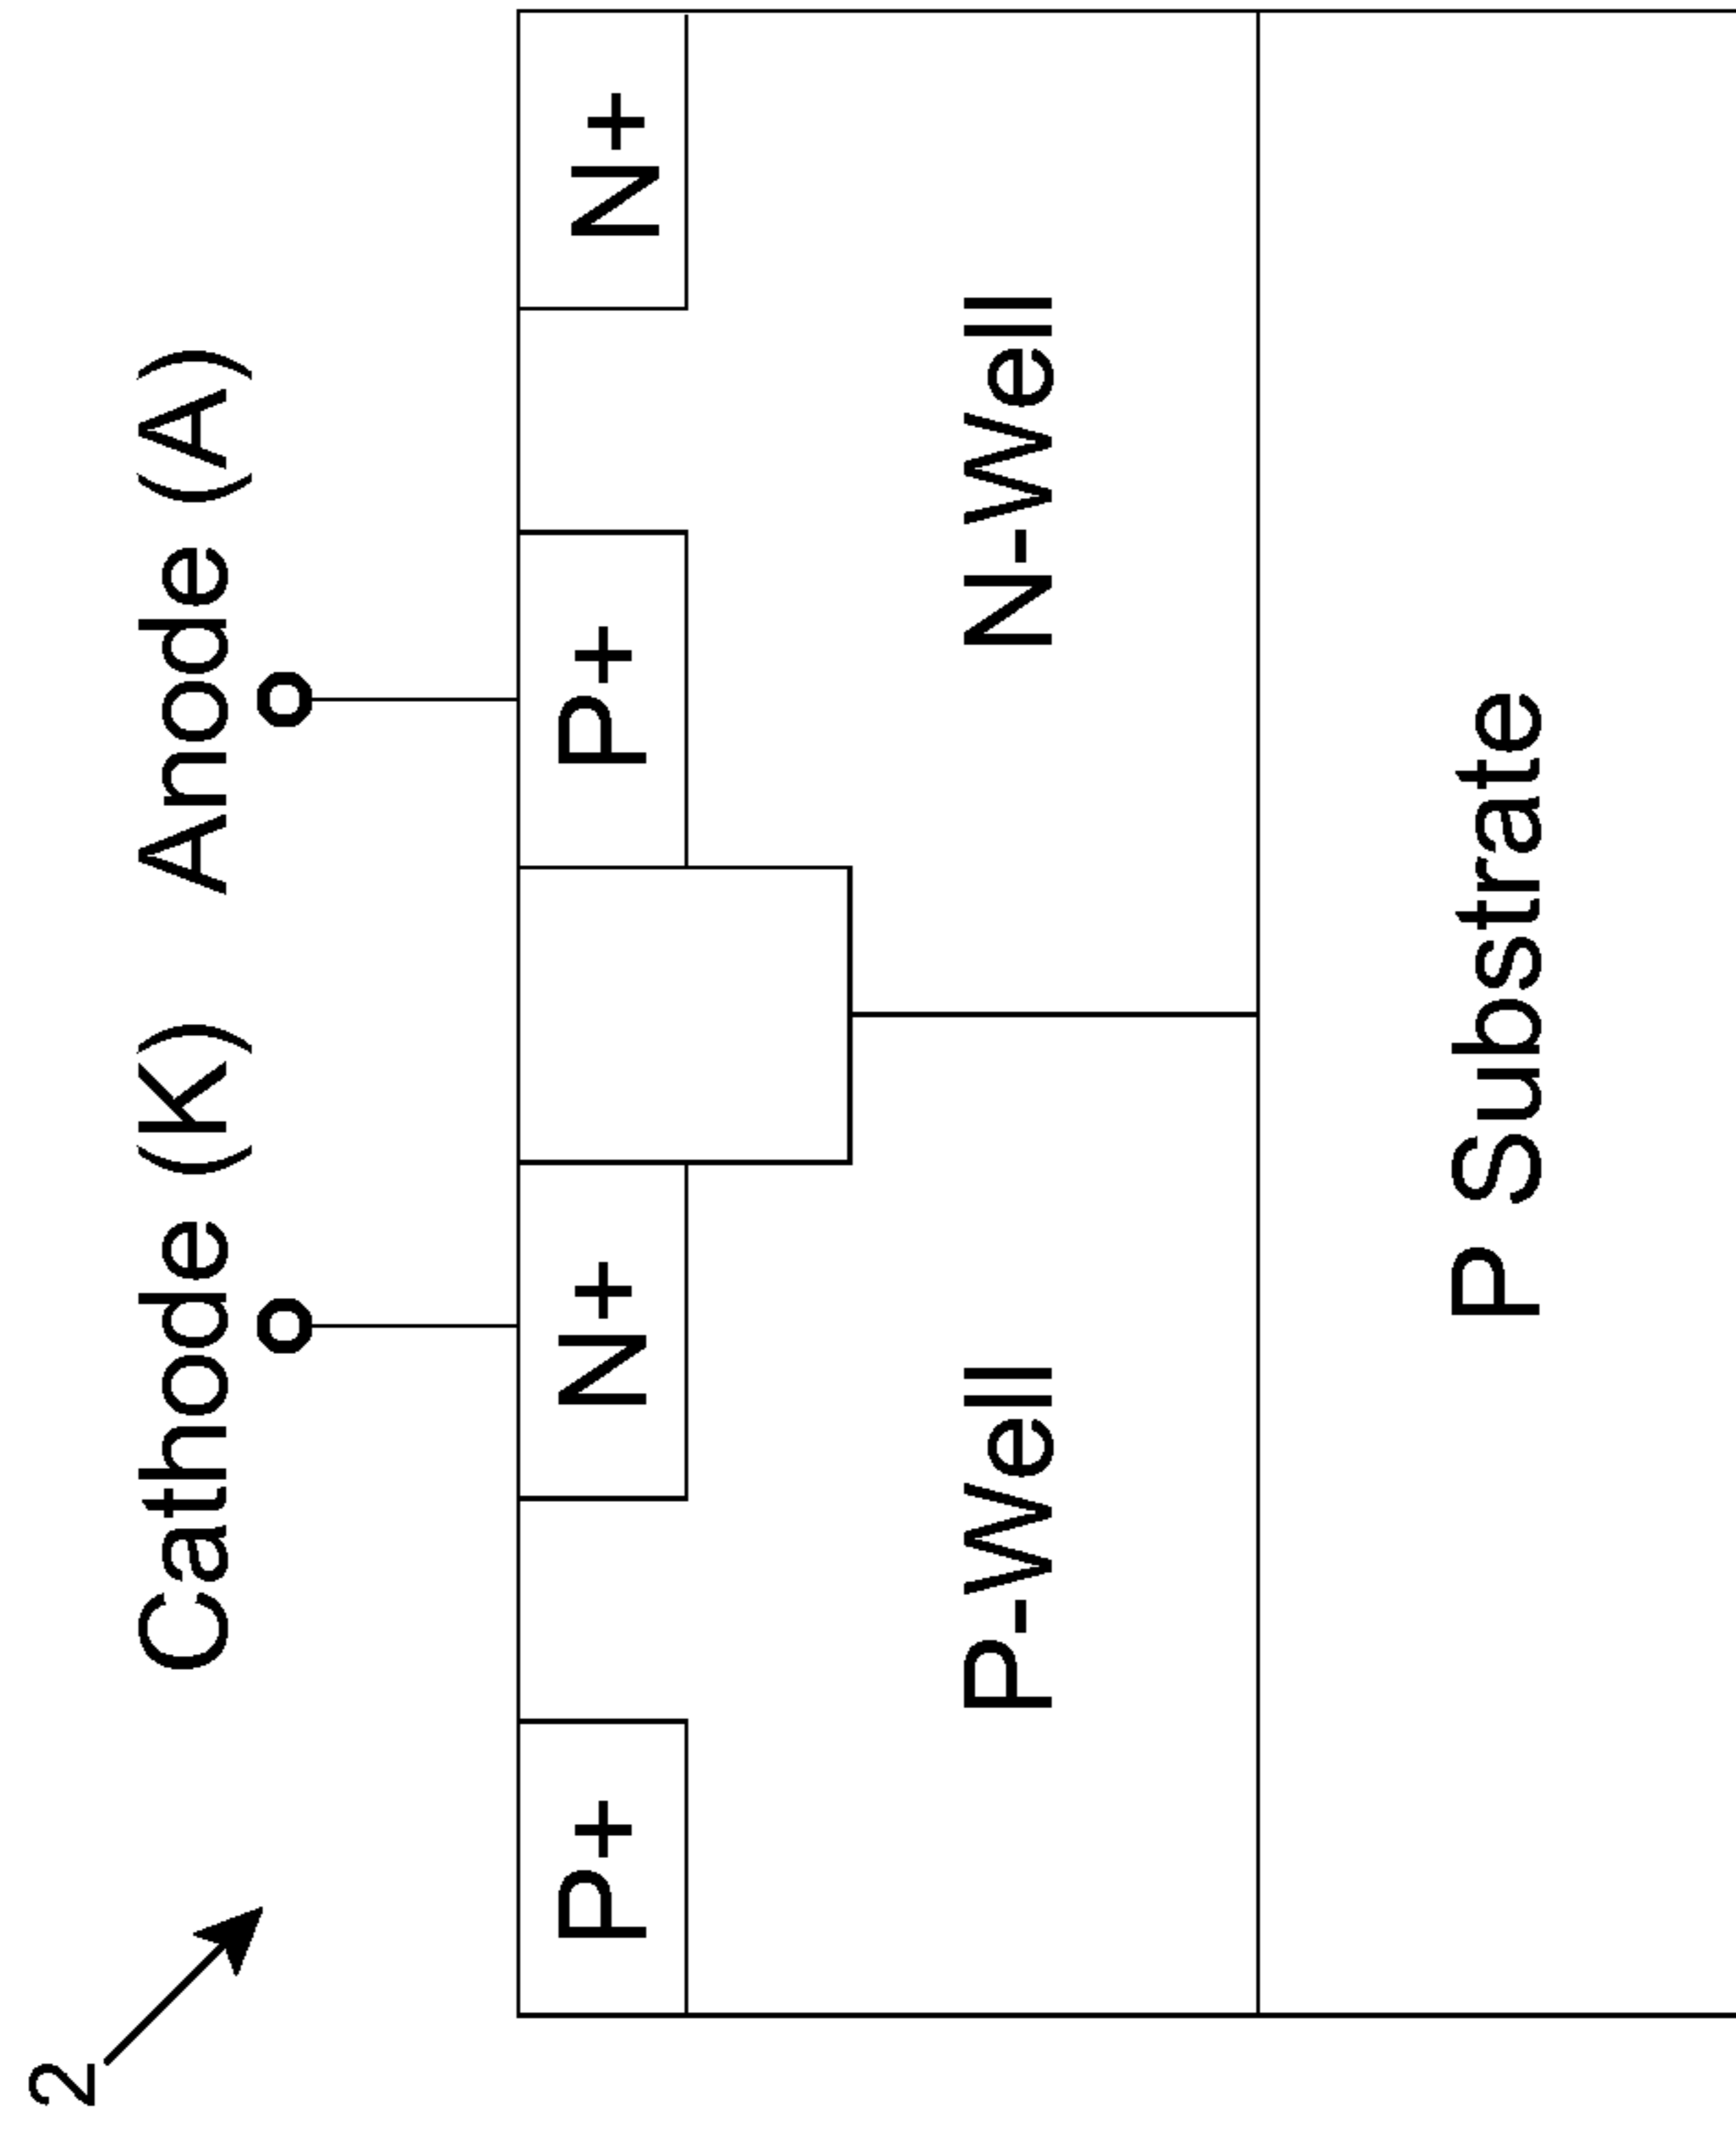 2
Cathode (K) Anode (A)
P+ N+ P+ N+
P-Well N-Well
P Substrate